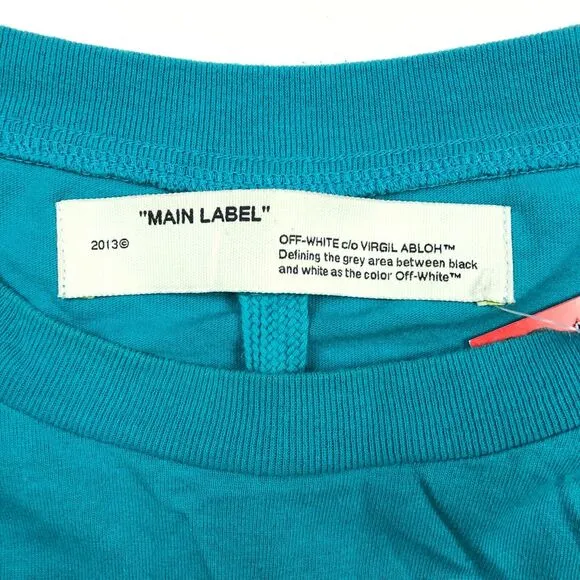 "MAIN LABEL"
2013©
OFF-WHITE c/o VIRGIL ABLOH™
Defining the grey area between black
and white as the color Off-White™